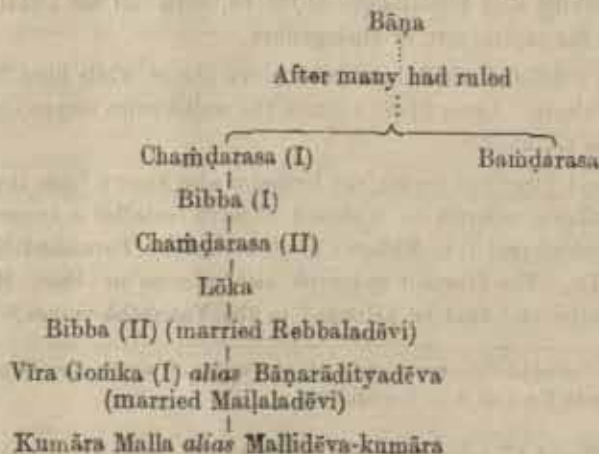 Bāṇa
After many had ruled
Chaṁḍarasa (I) Baṁḍarasa
Bibba (I)
Chaṁḍarasa (II)
Lōka
Bibba (II) (married Rebbaladēvi)
Vīra Goṁka (I) alias Bāṇarādityadēva
(married Mailaladēvi)
Kumāra Malla alias Mallidēva-kumāra